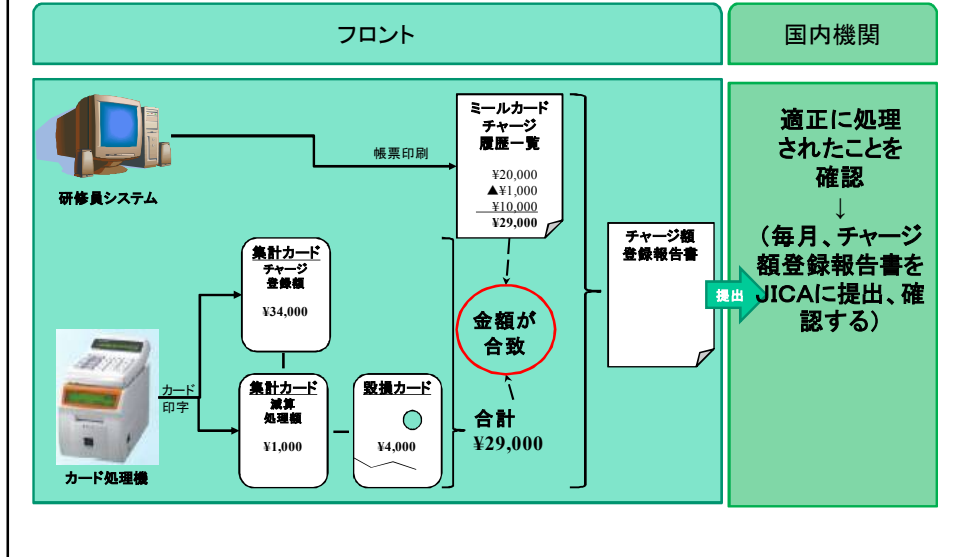 フロント
国内機関
研修員システム
帳票印刷
ミールカード
チャージ
履歴一覧
¥20,000
▲¥1,000
¥10,000
¥29,000
集計カード
チャージ
登録額
¥34,000
カード
印字
カード処理機
集計カード
減算
処理額
¥1,000
毀損カード
¥4,000
金額が
合致
合計
¥29,000
チャージ額
登録報告書
提出
適正に処理
されたことを
確認
↓
(毎月、チャージ
額登録報告書を
JICAに提出、確
認する)